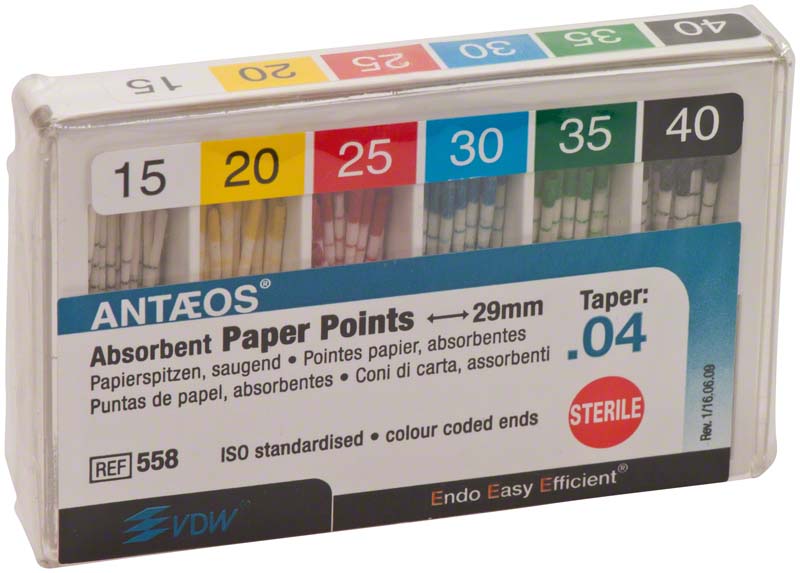 15 20 25 30 35 40
15 20 25 30 35 40
ANTÆOS®
Absorbent Paper Points ↔ 29mm
Papierspitzen, saugend • Pointes papier, absorbentes
Puntas de papel, absorbentes • Coni di carta, assorbenti
Taper:
.04
STERILE
REF 558
ISO standardised • colour coded ends
Rev. 1/16.06.09
VDW®
Endo Easy Efficient®